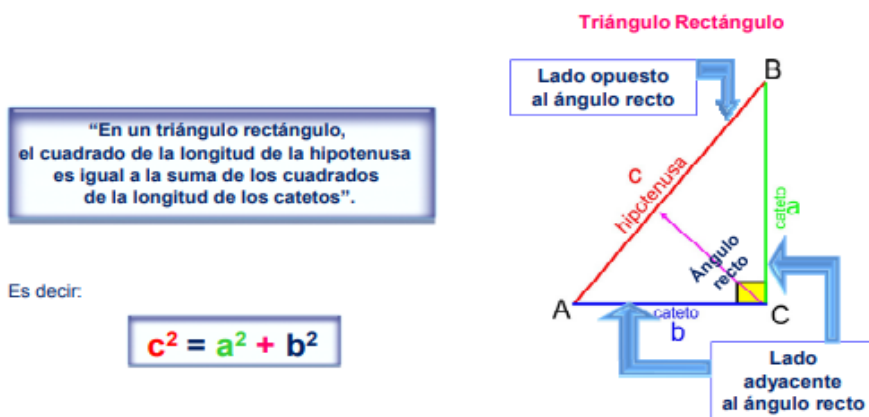 Triángulo Rectángulo
Lado opuesto
al ángulo recto
B
“En un triángulo rectángulo,
el cuadrado de la longitud de la hipotenusa
es igual a la suma de los cuadrados
de la longitud de los catetos”.
c
hipotenusa
cateto
a
Ángulo
recto
Es decir:
A
cateto
b
C
c² = a² + b²
Lado
adyacente
al ángulo recto